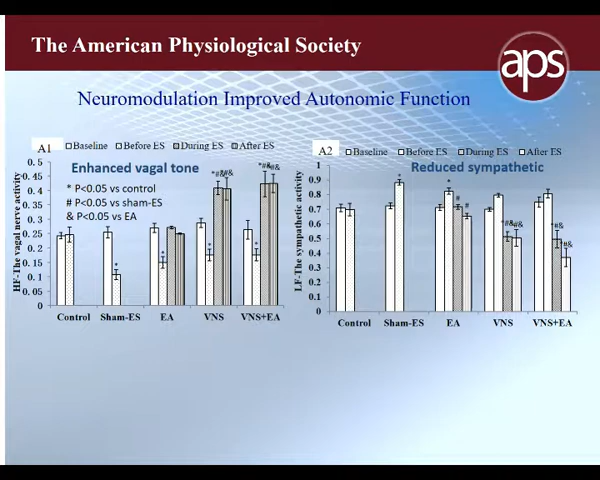 The American Physiological Society
aps
Neuromodulation Improved Autonomic Function
A1
Baseline Before ES During ES After ES
Enhanced vagal tone
* P<0.05 vs control
# P<0.05 vs sham-ES
& P<0.05 vs EA
HF-The vagal nerve activity
0. 5
0. 45
0. 4
0. 35
0. 3
0. 25
0. 2
0. 15
0. 1
0. 05
0
*
*
*
*#&
#&
*
*#&
#&
Control Sham-ES EA VNS VNS+EA
A2
Baseline Before ES During ES After ES
Reduced sympathetic
LF-The sympathetic activity
1
0.9
0.8
0.7
0.6
0.5
0.4
0.3
0.2
0.1
0
*
*
#
#
*#&
*#&
*#&
*#&
Control Sham-ES EA VNS VNS+EA